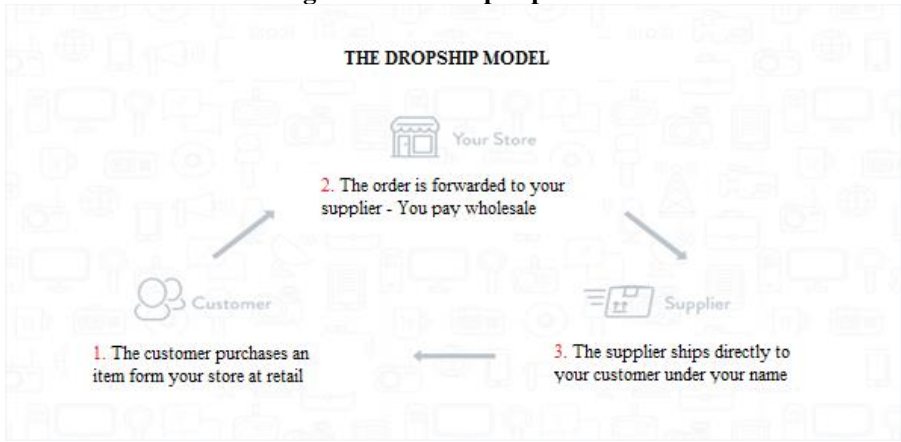 THE DROPSHIP MODEL
Your Store
2. The order is forwarded to your
supplier - You pay wholesale
Customer
Supplier
1. The customer purchases an
item form your store at retail
3. The supplier ships directly to
your customer under your name